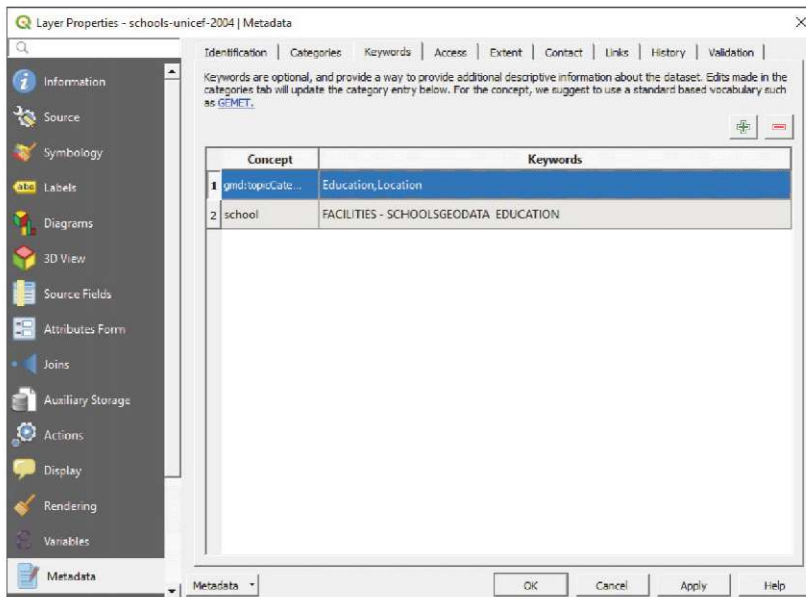 Layer Properties - schools-unicef-2004 | Metadata
Identification | Categories | Keywords | Access | Extent | Contact | Links | History | Validation |
Keywords are optional, and provide a way to provide additional descriptive information about the dataset. Edits made in the
categories tab will update the category entry below. For the concept, we suggest to use a standard based vocabulary such
as GEMET.
Information
Source
Symbology
abc Labels
Diagrams
3D View
Source Fields
Attributes Form
Joins
Auxiliary Storage
Actions
Display
Rendering
Variables
Metadata
Concept Keywords
1 gmd:topicCate... Education,Location
2 school FACILITIES - SCHOOLSGEODATA EDUCATION
Metadata OK Cancel Apply Help